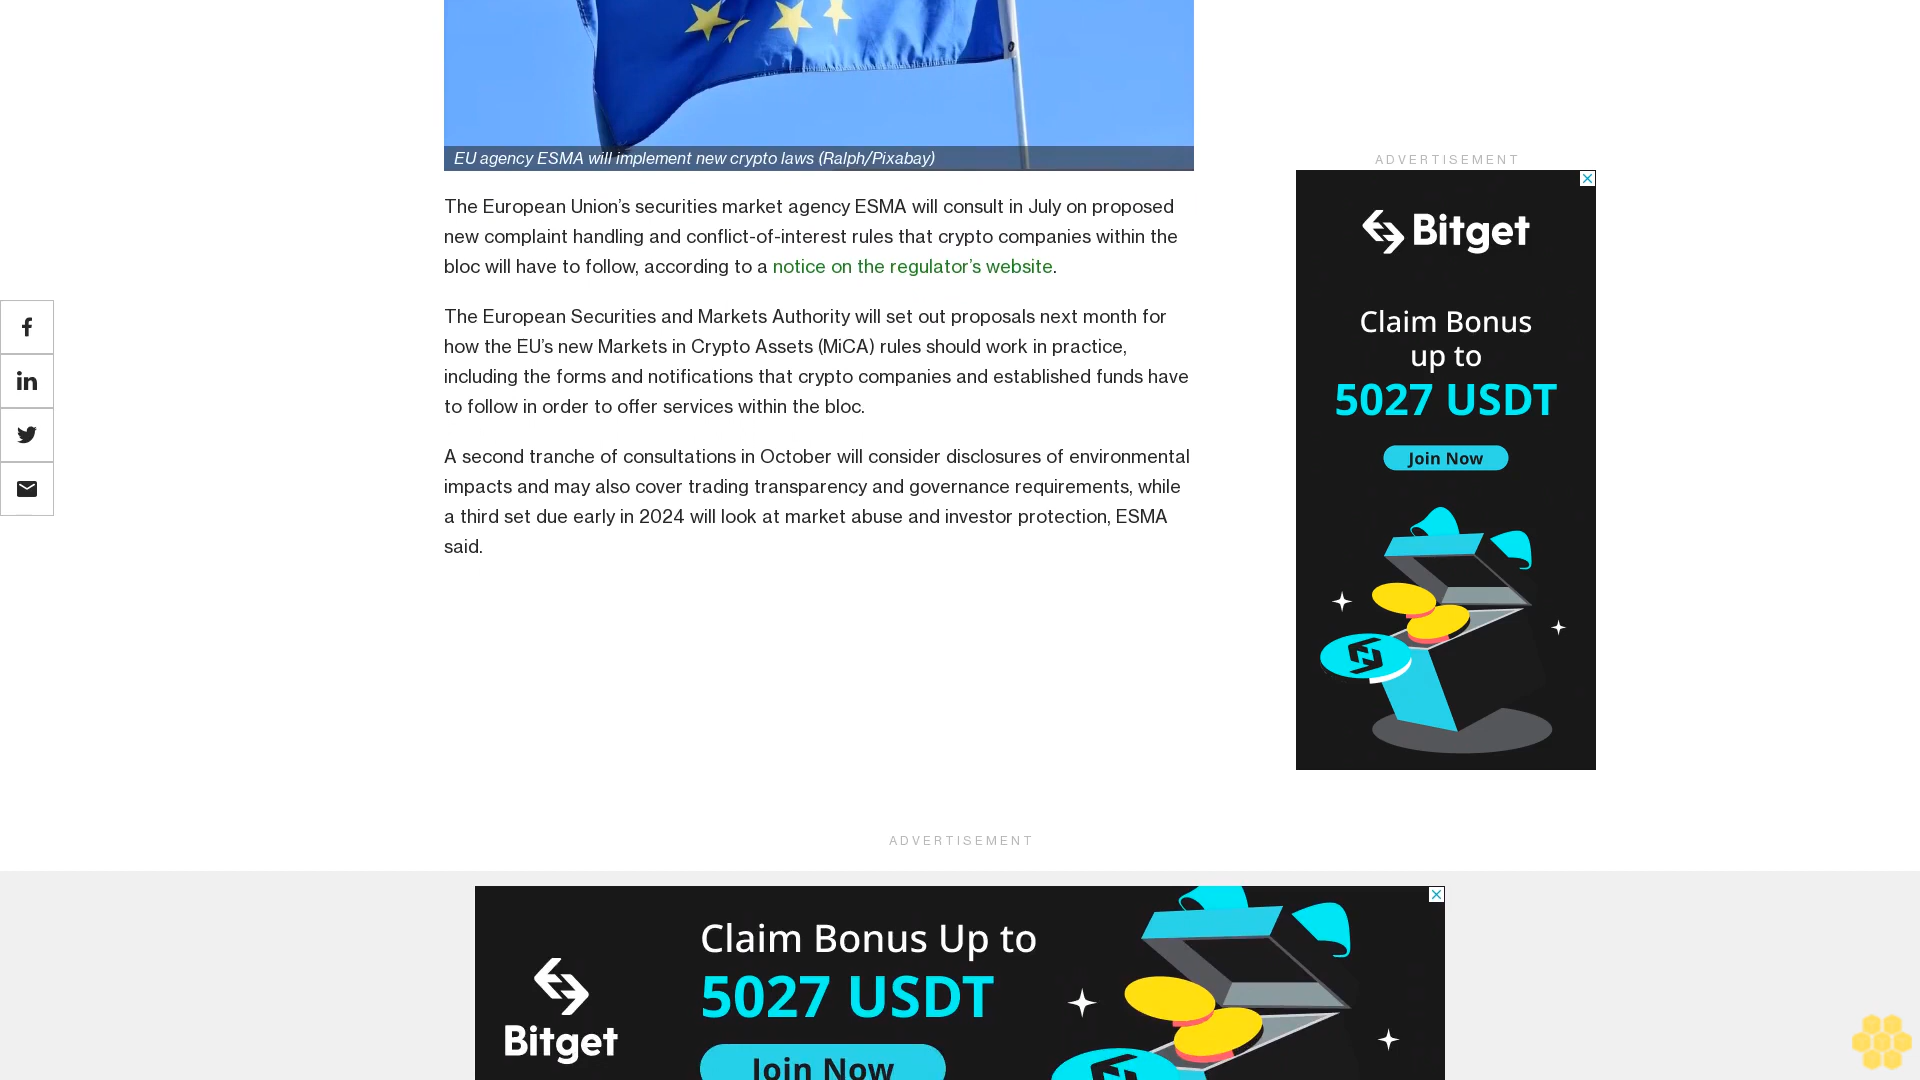 EU agency ESMA will implement new crypto laws (Ralph/Pixabay)
The European Union’s securities market agency ESMA will consult in July on proposed
new complaint handling and conflict-of-interest rules that crypto companies within the
bloc will have to follow, according to a notice on the regulator’s website.
The European Securities and Markets Authority will set out proposals next month for
how the EU’s new Markets in Crypto Assets (MiCA) rules should work in practice,
including the forms and notifications that crypto companies and established funds have
to follow in order to offer services within the bloc.
A second tranche of consultations in October will consider disclosures of environmental
impacts and may also cover trading transparency and governance requirements, while
a third set due early in 2024 will look at market abuse and investor protection, ESMA
said.
ADVERTISEMENT
Bitget
Claim Bonus
up to
5027 USDT
Join Now
ADVERTISEMENT
Bitget
Claim Bonus Up to
5027 USDT
Join Now